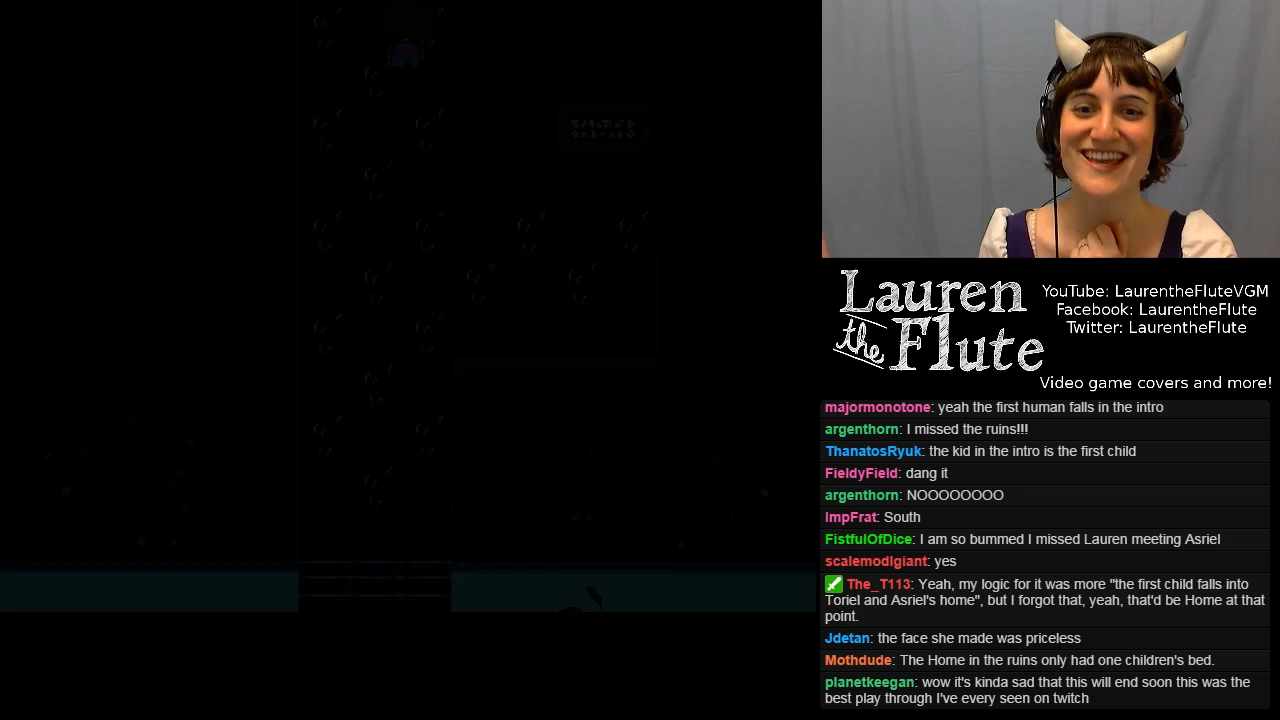 Lauren
the Flute
YouTube: LaurentheFluteVGM
Facebook: LaurentheFlute
Twitter: LaurentheFlute
Video game covers and more!
majormonotone: yeah the first human falls in the intro
argenthorn: I missed the ruins!!!
ThanatosRyuk: the kid in the intro is the first child
FieldyField: dang it
argenthorn: NOOOOOOOO
ImpFrat: South
FistfulOfDice: I am so bummed I missed Lauren meeting Asriel
scalemodlgiant: yes
The_T113: Yeah, my logic for it was more "the first child falls into
Toriel and Asriel's home", but I forgot that, yeah, that'd be Home at that
point.
Jdetan: the face she made was priceless
Mothdude: The Home in the ruins only had one children's bed.
planetkeegan: wow it's kinda sad that this will end soon this was the
best play through I've every seen on twitch